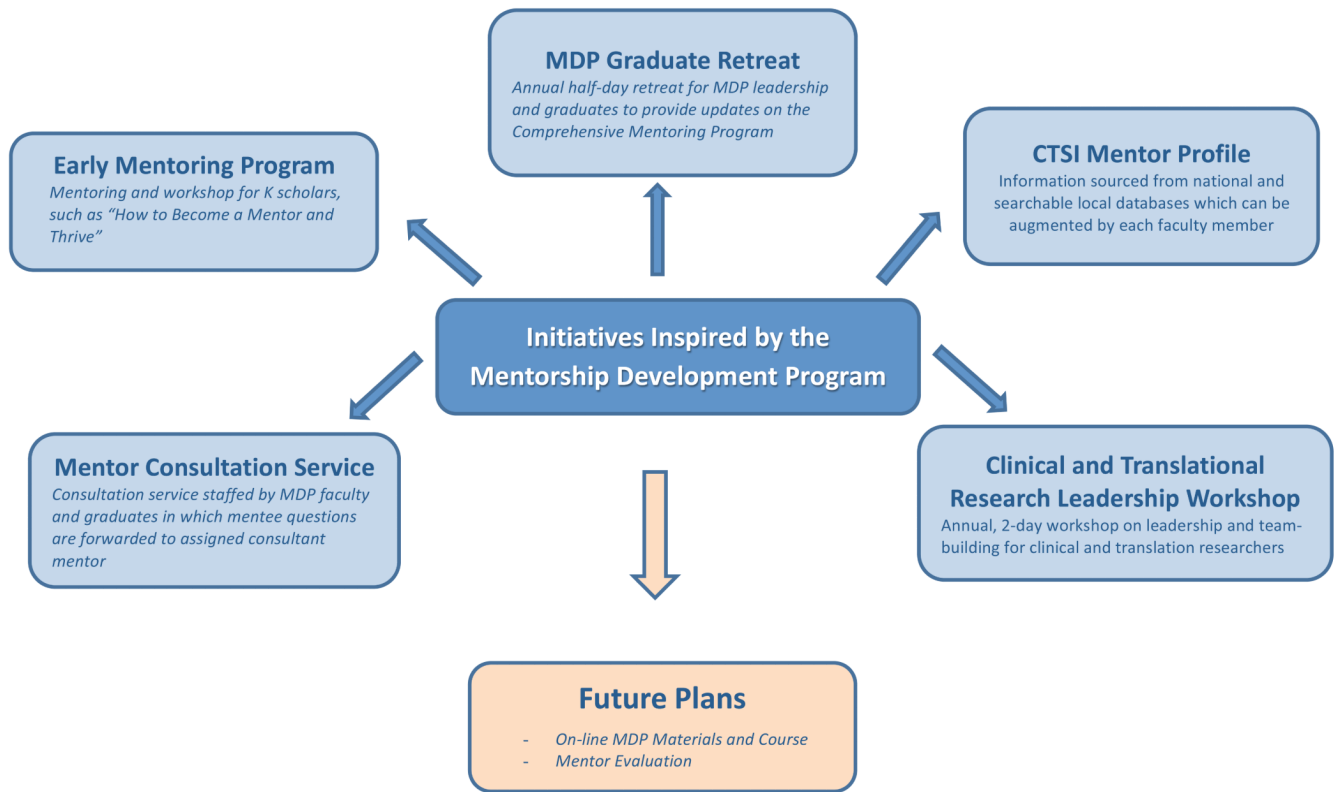 MDP Graduate Retreat
Annual half-day retreat for MDP leadership
and graduates to provide updates on the
Comprehensive Mentoring Program
Early Mentoring Program
Mentoring and workshop for K scholars,
such as “How to Become a Mentor and
Thrive”
CTSI Mentor Profile
Information sourced from national and
searchable local databases which can be
augmented by each faculty member
Initiatives Inspired by the
Mentorship Development Program
Mentor Consultation Service
Consultation service staffed by MDP faculty
and graduates in which mentee questions
are forwarded to assigned consultant
mentor
Clinical and Translational
Research Leadership Workshop
Annual, 2-day workshop on leadership and team-
building for clinical and translation researchers
Future Plans
- On-line MDP Materials and Course
- Mentor Evaluation